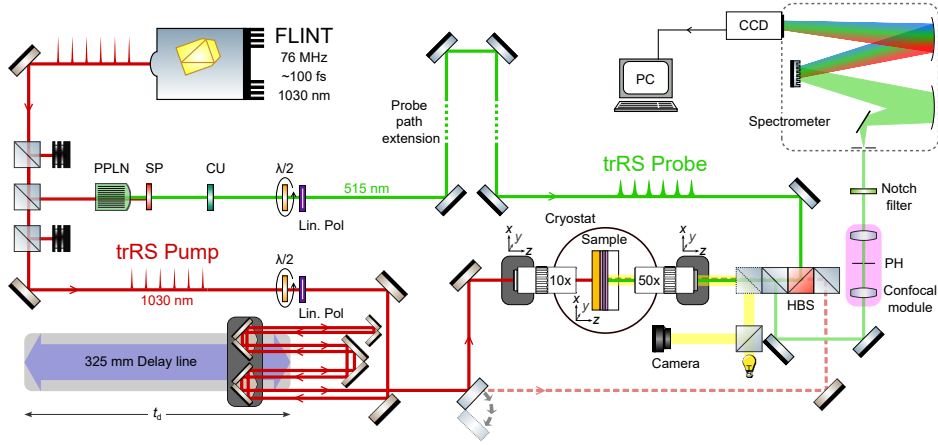 FLINT
76 MHz
~100 fs
1030 nm
CCD
PC
Spectrometer
Probe
path
extension
PPLN
SP
CU
λ/2
Lin. Pol
515 nm
trRS Probe
Notch
filter
PH
Confocal
module
Cryostat
Sample
x
y
z
10x
x
y
z
50x
x
y
z
HBS
trRS Pump
1030 nm
λ/2
Lin. Pol
325 mm Delay line
Camera
td